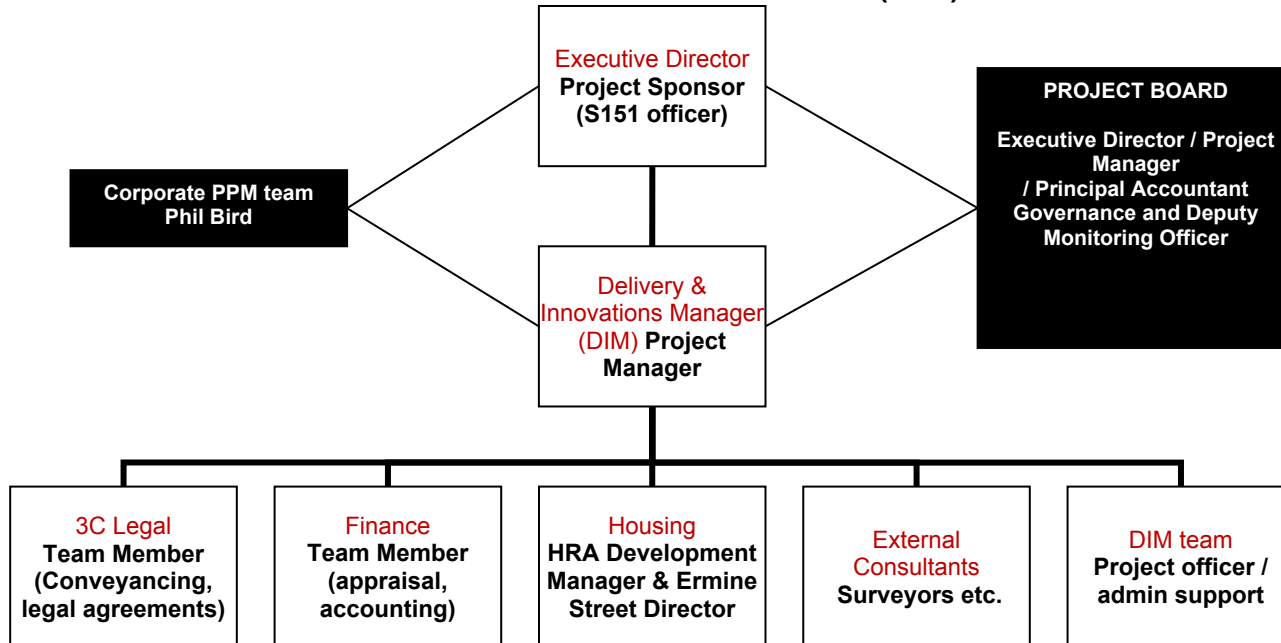 Executive Director
Project Sponsor
(S151 officer)
PROJECT BOARD
Executive Director / Project
Manager
/ Principal Accountant
Governance and Deputy
Monitoring Officer
Corporate PPM team
Phil Bird
Delivery &
Innovations Manager
(DIM) Project
Manager
3C Legal
Team Member
(Conveyancing,
legal agreements)
Finance
Team Member
(appraisal,
accounting)
Housing
HRA Development
Manager & Ermine
Street Director
External
Consultants
Surveyors etc.
DIM team
Project officer /
admin support